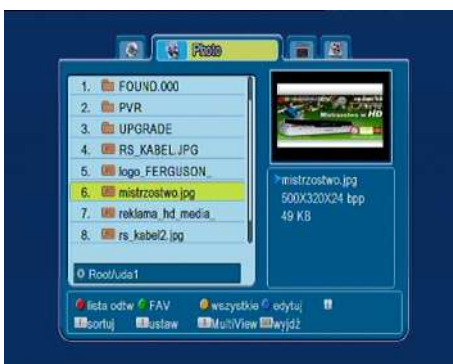 Photo
1. FOUND.000
2. PVR
3. UPGRADE
4. RS_KABEL.JPG
5. logo_FERGUSON_
6. mistrzostwo.jpg
7. reklama_hd_media_
8. rs_kabel2.jpg
Root/uda1
Mistrzostwo w HD
mistrzostwo.jpg
500X320X24 bpp
49 KB
lista odtw FAV wszystkie edytuj
sortuj ustaw MultiView wyjdź